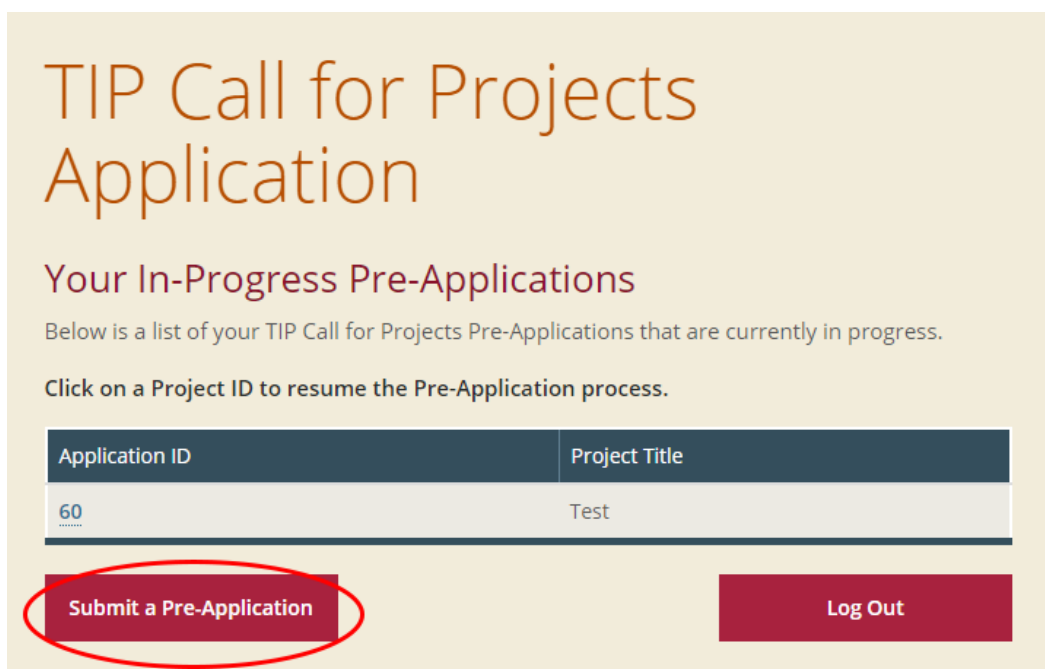 TIP Call for Projects
Application
Your In-Progress Pre-Applications
Below is a list of your TIP Call for Projects Pre-Applications that are currently in progress.
Click on a Project ID to resume the Pre-Application process.
Application ID Project Title
60 Test
Submit a Pre-Application Log Out